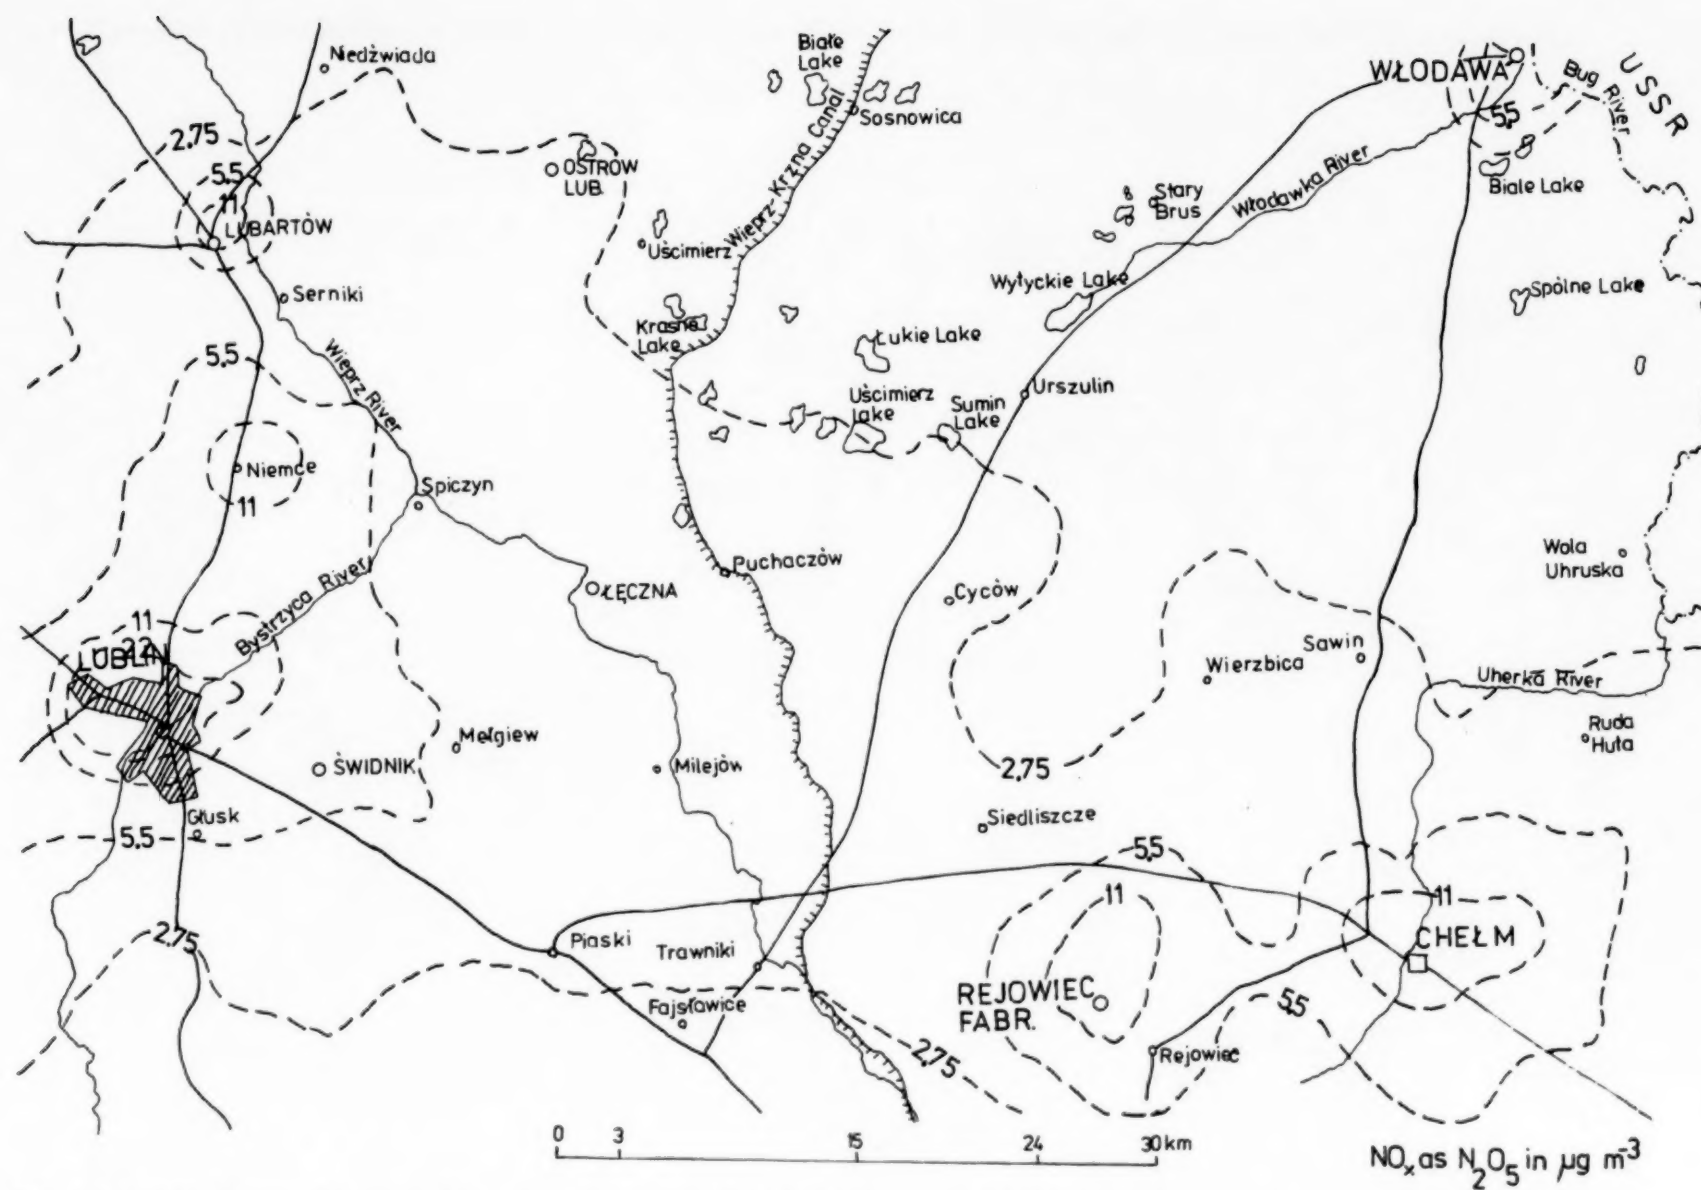 Niedźwiada
Białe
Lake
WŁODAWA
USSR
Bug River
Sosnowica
2,75
5,5
11
LUBARTÓW
OSTRÓW
LUB.
Wieprz-Krzna Canal
5,5
Białe Lake
Stary
Brus
Włodawka River
Uścimierz
Serniki
Wytyckie Lake
Spólne Lake
Krasne
Lake
Łukie Lake
5,5
Wieprz River
Uścimierz
Lake
Sumin
Lake
Urszulin
Niemce
11
Spiczyn
Puchaczów
Wola
Uhruska
ŁĘCZNA
Cyców
Bystrzyca River
11
22
LUBLIN
Sawin
Wierzbica
Uherka River
Ruda
Huta
Mełgiew
ŚWIDNIK
Milejów
2,75
Głusk
5,5
Siedliszcze
5,5
11
11
2,75
Piaski
Trawniki
CHEŁM
Fajsławice
REJOWIEC
FABR.
5,5
2,75
Rejowiec
0 3 15 24 30 km
NOx as N2O5 in µg m-3